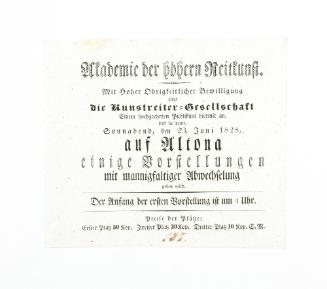 Akademie der höhern Reitkunst.
Mit Hoher Obrigkeitlicher Bewilligung
zeigt
die Kunstreiter=Gesellschaft
Einem hochgeehrten Publikum hiermit an,
daß sie heute,
Sonnabend, den 23. Juni 1828,
auf Altona
einige Vorstellungen
mit mannigfaltiger Abwechselung
geben wird.
Der Anfang der ersten Vorstellung ist um 4 Uhr.
Preise der Plätze:
Erster Platz 30 Kop. Zweiter Platz 20 Kop. Dritter Platz 10 Kop. S.M.